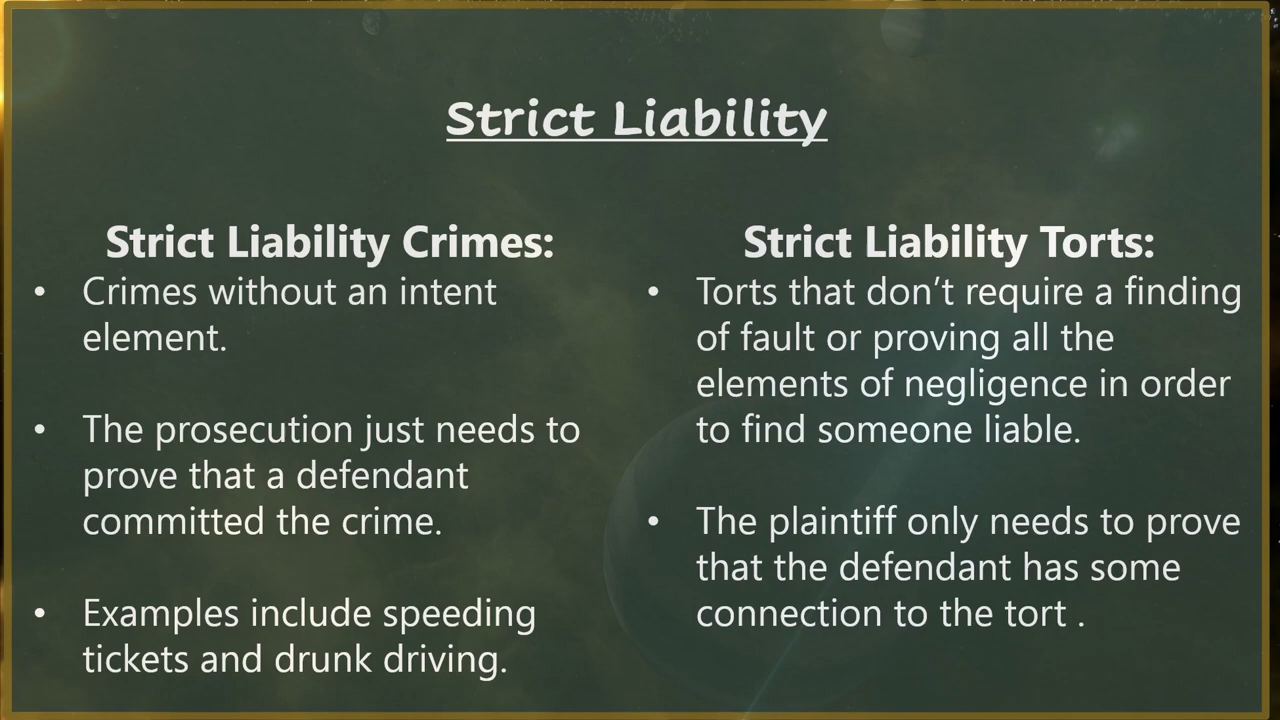 Strict Liability
Strict Liability Crimes:
• Crimes without an intent
element.
• The prosecution just needs to
prove that a defendant
committed the crime.
• Examples include speeding
tickets and drunk driving.
Strict Liability Torts:
• Torts that don’t require a finding
of fault or proving all the
elements of negligence in order
to find someone liable.
• The plaintiff only needs to prove
that the defendant has some
connection to the tort .